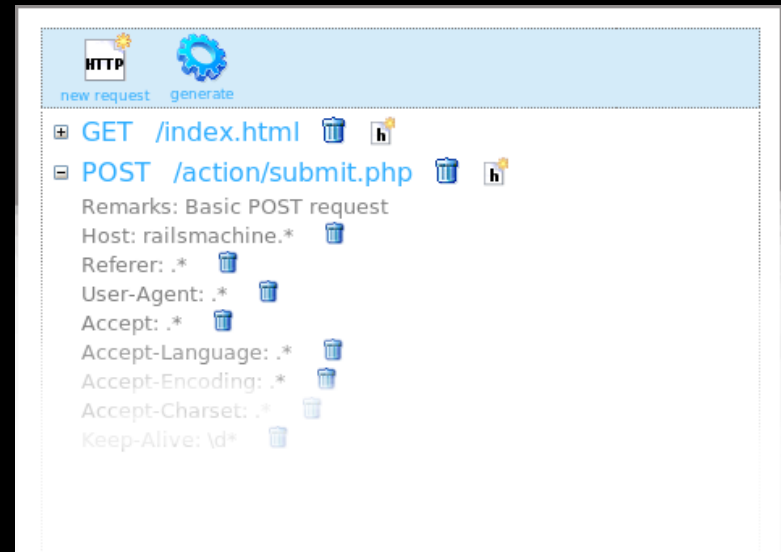 HTTP
new request generate
GET /index.html h
POST /action/submit.php h
Remarks: Basic POST request
Host: railsmachine.*
Referer: .*
User-Agent: .*
Accept: .*
Accept-Language: .*
Accept-Encoding: .*
Accept-Charset: .*
Keep-Alive: \d*